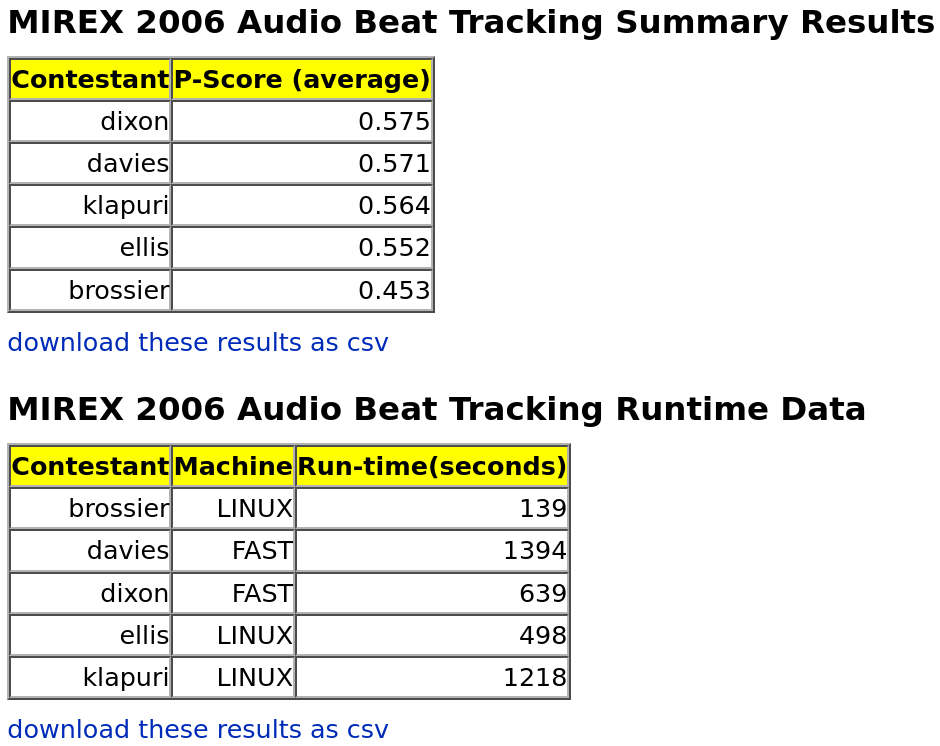 MIREX 2006 Audio Beat Tracking Summary Results
Contestant P-Score (average)
dixon 0.575
davies 0.571
klapuri 0.564
ellis 0.552
brossier 0.453
download these results as csv
MIREX 2006 Audio Beat Tracking Runtime Data
Contestant Machine Run-time(seconds)
brossier LINUX 139
davies FAST 1394
dixon FAST 639
ellis LINUX 498
klapuri LINUX 1218
download these results as csv